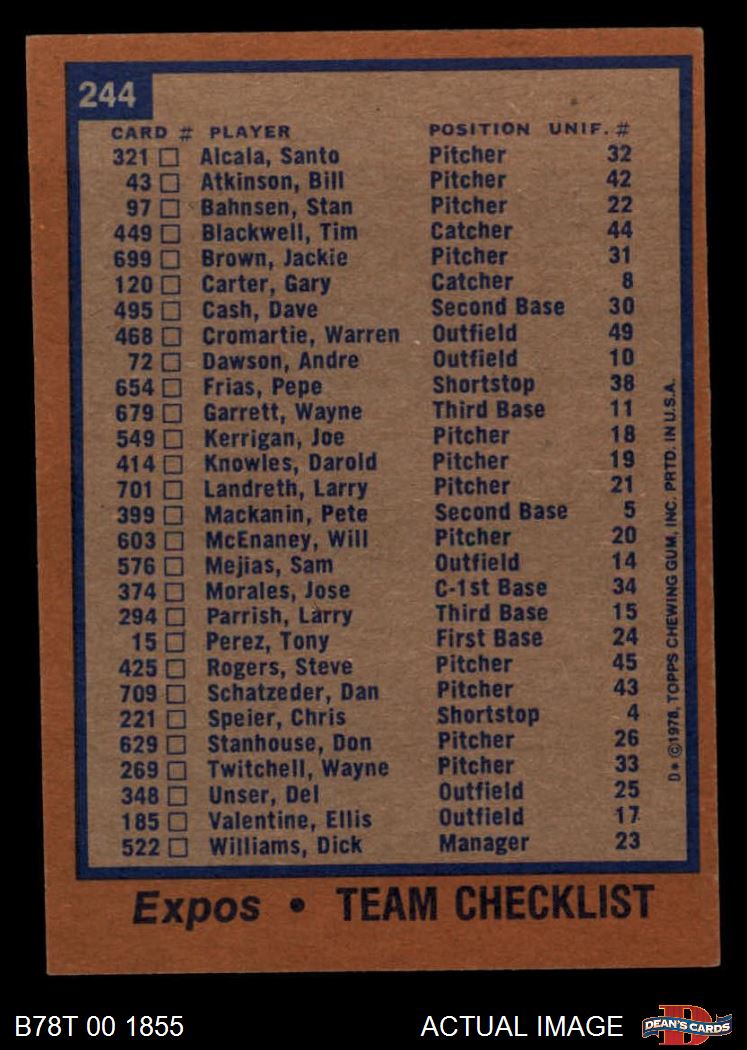 244
CARD # PLAYER POSITION UNIF. #
321 Alcala, Santo Pitcher 32
43 Atkinson, Bill Pitcher 42
97 Bahnsen, Stan Pitcher 22
449 Blackwell, Tim Catcher 44
699 Brown, Jackie Pitcher 31
120 Carter, Gary Catcher 8
495 Cash, Dave Second Base 30
468 Cromartie, Warren Outfield 49
72 Dawson, Andre Outfield 10
654 Frias, Pepe Shortstop 38
679 Garrett, Wayne Third Base 11
549 Kerrigan, Joe Pitcher 18
414 Knowles, Darold Pitcher 19
701 Landreth, Larry Pitcher 21
399 Mackanin, Pete Second Base 5
603 McEnaney, Will Pitcher 20
576 Mejias, Sam Outfield 14
374 Morales, Jose C-1st Base 34
294 Parrish, Larry Third Base 15
15 Perez, Tony First Base 24
425 Rogers, Steve Pitcher 45
709 Schatzeder, Dan Pitcher 43
221 Speier, Chris Shortstop 4
629 Stanhouse, Don Pitcher 26
269 Twitchell, Wayne Pitcher 33
348 Unser, Del Outfield 25
185 Valentine, Ellis Outfield 17
522 Williams, Dick Manager 23
D* ©1978, TOPPS CHEWING GUM, INC. PRTD. IN U.S.A.
Expos • TEAM CHECKLIST
B78T 00 1855 ACTUAL IMAGE
DEAN'S CARDS